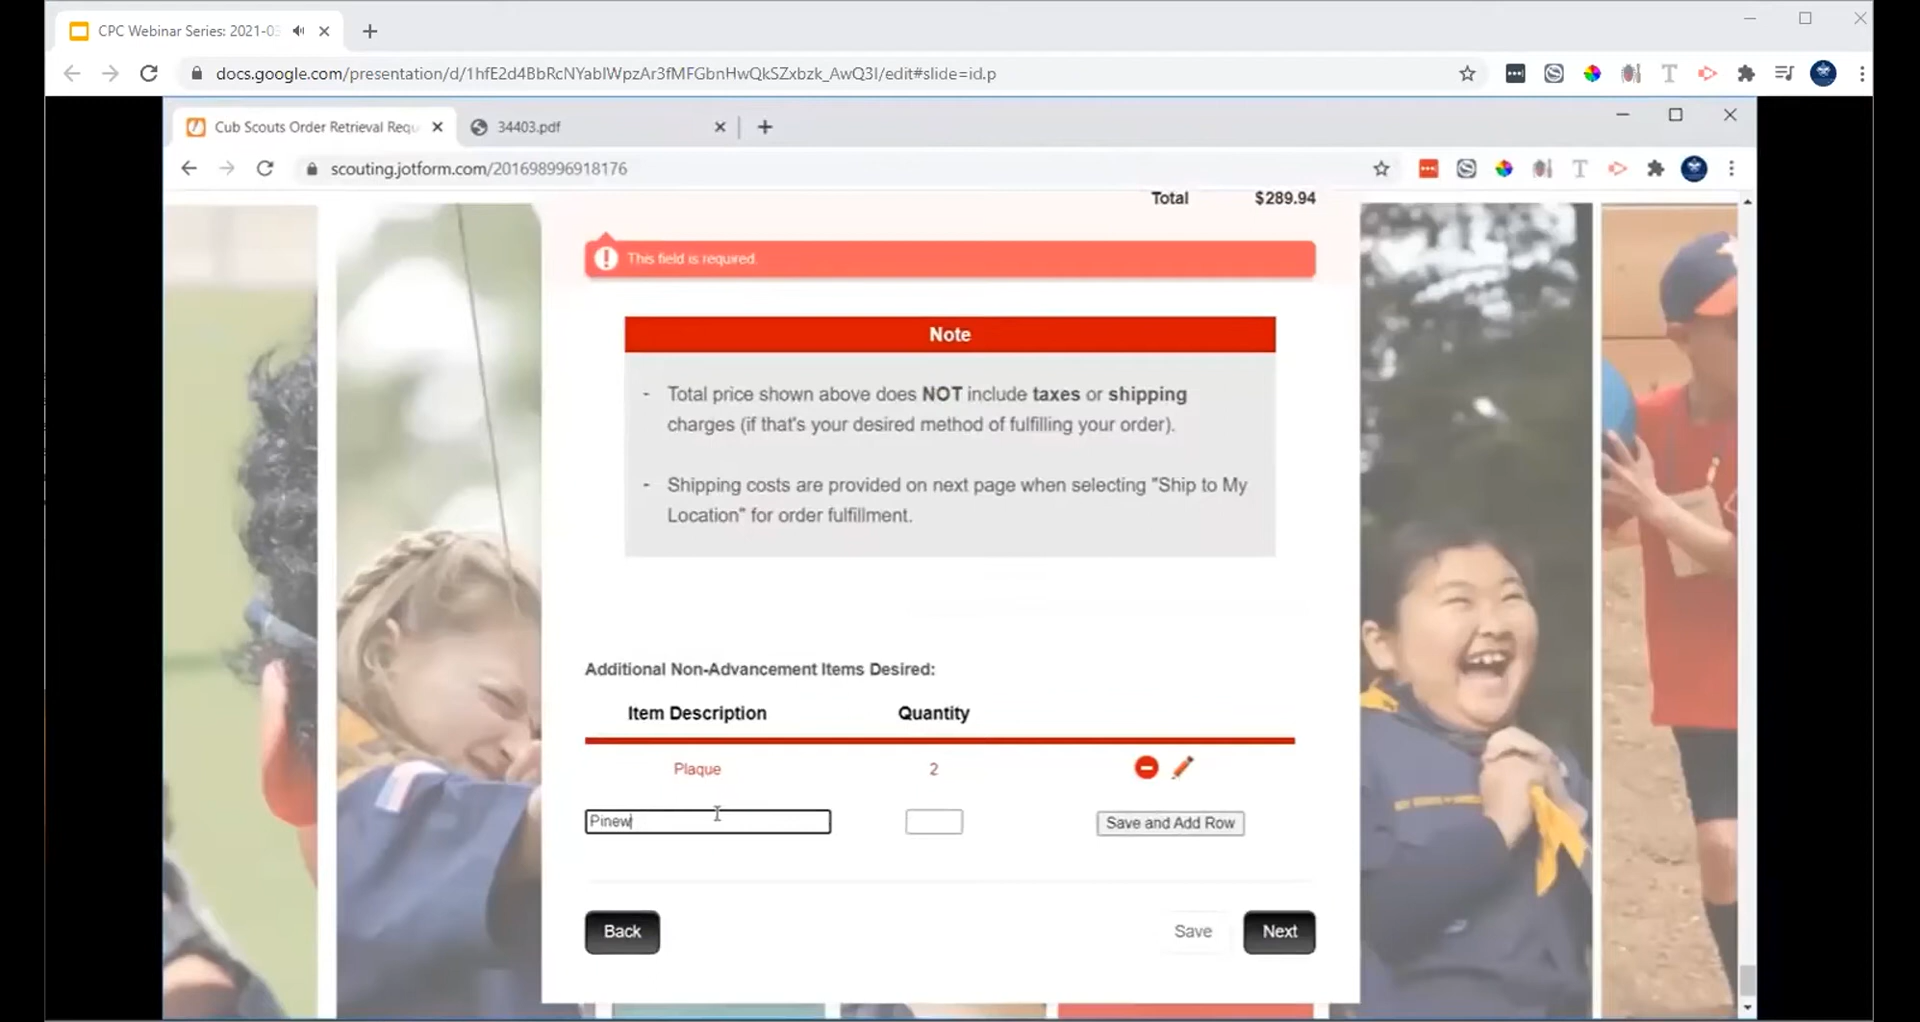 CPC Webinar Series: 2021-03
docs.google.com/presentation/d/1hfE2d4BbRcNYablWpzAr3fMFGbnHwQkSZxbzk_AwQ3I/edit#slide=id.p
Cub Scouts Order Retrieval Requ
34403.pdf
scouting.jotform.com/201698996918176
Total $289.94
This field is required.
Note
- Total price shown above does NOT include taxes or shipping
charges (if that's your desired method of fulfilling your order).
- Shipping costs are provided on next page when selecting "Ship to My
Location" for order fulfillment.
Additional Non-Advancement Items Desired:
Item Description Quantity
Plaque 2
Pinew
Save and Add Row
Back Save Next